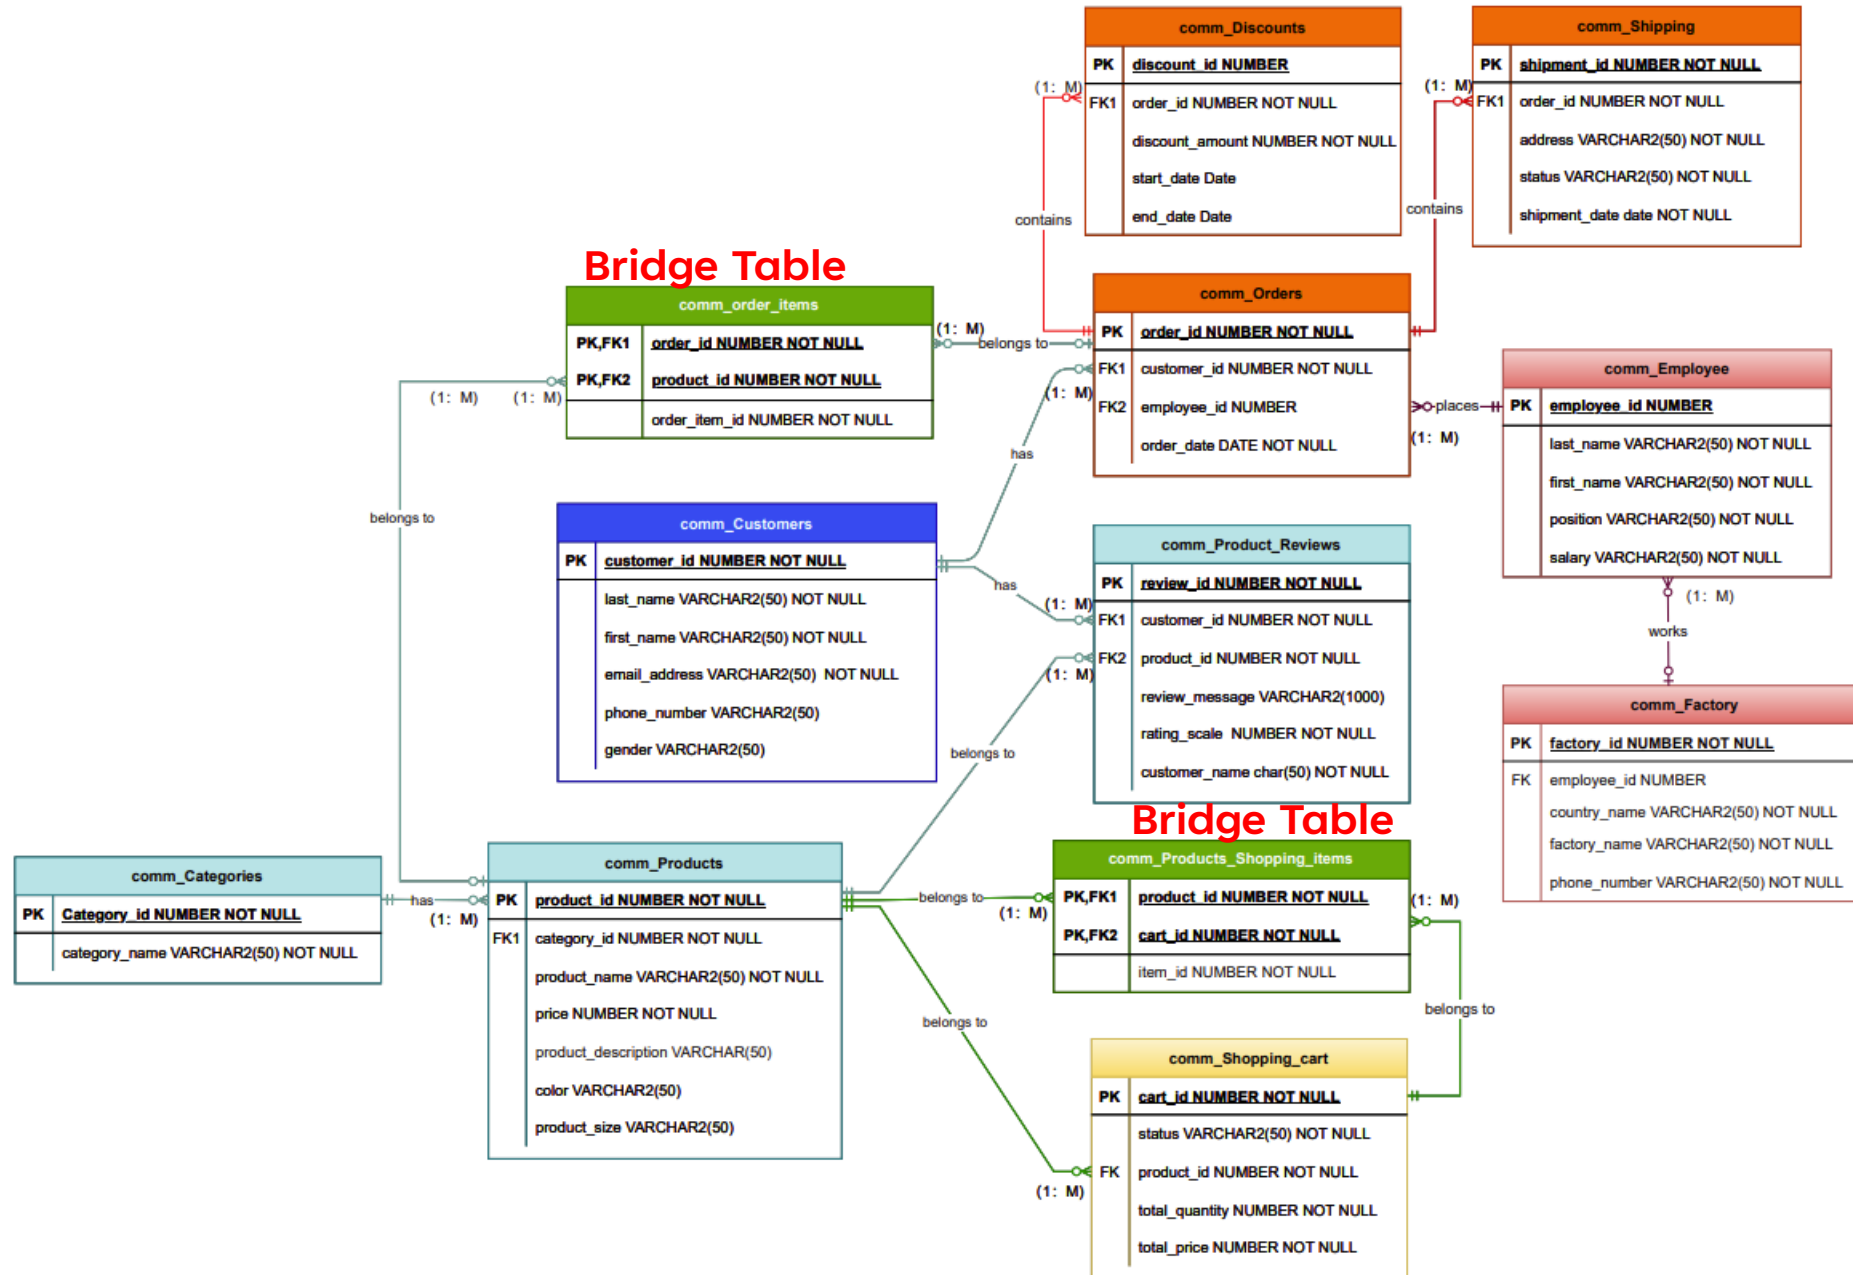 comm_Discounts
PK discount_id NUMBER
FK1 order_id NUMBER NOT NULL
discount_amount NUMBER NOT NULL
start_date Date
end_date Date
(1: M)
contains
comm_Shipping
PK shipment_id NUMBER NOT NULL
FK1 order_id NUMBER NOT NULL
address VARCHAR2(50) NOT NULL
status VARCHAR2(50) NOT NULL
shipment_date date NOT NULL
(1: M)
contains
Bridge Table
comm_order_items
PK,FK1 order_id NUMBER NOT NULL
PK,FK2 product_id NUMBER NOT NULL
order_item_id NUMBER NOT NULL
(1: M)
belongs to
(1: M)
(1: M)
belongs to
comm_Orders
PK order_id NUMBER NOT NULL
FK1 customer_id NUMBER NOT NULL
FK2 employee_id NUMBER
order_date DATE NOT NULL
(1: M)
has
places
(1: M)
comm_Employee
PK employee_id NUMBER
last_name VARCHAR2(50) NOT NULL
first_name VARCHAR2(50) NOT NULL
position VARCHAR2(50) NOT NULL
salary VARCHAR2(50) NOT NULL
(1: M)
works
comm_Customers
PK customer_id NUMBER NOT NULL
last_name VARCHAR2(50) NOT NULL
first_name VARCHAR2(50) NOT NULL
email_address VARCHAR2(50) NOT NULL
phone_number VARCHAR2(50)
gender VARCHAR2(50)
has
(1: M)
(1: M)
belongs to
comm_Product_Reviews
PK review_id NUMBER NOT NULL
FK1 customer_id NUMBER NOT NULL
FK2 product_id NUMBER NOT NULL
review_message VARCHAR2(1000)
rating_scale NUMBER NOT NULL
customer_name char(50) NOT NULL
comm_Factory
PK factory_id NUMBER NOT NULL
FK employee_id NUMBER
country_name VARCHAR2(50) NOT NULL
factory_name VARCHAR2(50) NOT NULL
phone_number VARCHAR2(50) NOT NULL
comm_Categories
PK Category_id NUMBER NOT NULL
category_name VARCHAR2(50) NOT NULL
has
(1: M)
comm_Products
PK product_id NUMBER NOT NULL
FK1 category_id NUMBER NOT NULL
product_name VARCHAR2(50) NOT NULL
price NUMBER NOT NULL
product_description VARCHAR(50)
color VARCHAR2(50)
product_size VARCHAR2(50)
belongs to
(1: M)
belongs to
(1: M)
Bridge Table
comm_Products_Shopping_items
PK,FK1 product_id NUMBER NOT NULL
PK,FK2 cart_id NUMBER NOT NULL
item_id NUMBER NOT NULL
(1: M)
belongs to
comm_Shopping_cart
PK cart_id NUMBER NOT NULL
status VARCHAR2(50) NOT NULL
FK product_id NUMBER NOT NULL
total_quantity NUMBER NOT NULL
total_price NUMBER NOT NULL